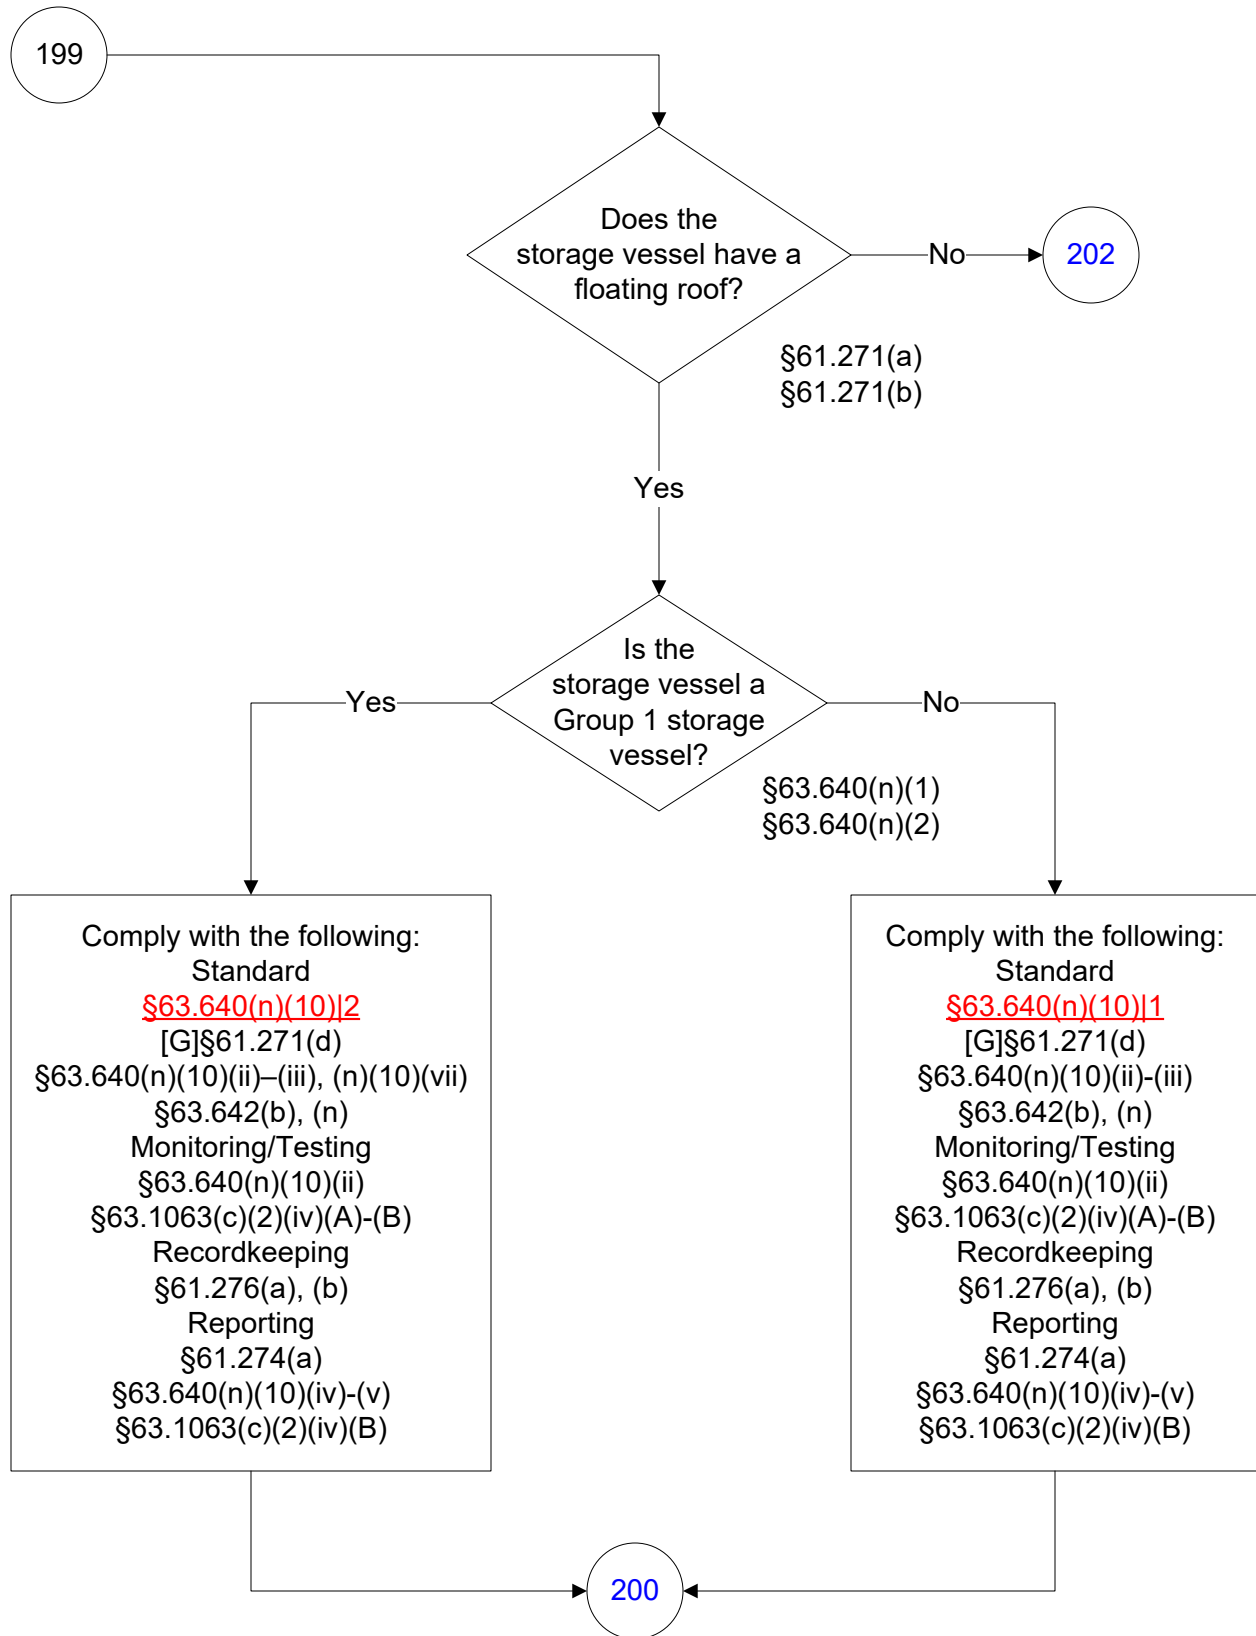 199
Does the
storage vessel have a
floating roof?
No
202
§61.271(a)
§61.271(b)
Yes
Is the
storage vessel a
Group 1 storage
vessel?
Yes
No
§63.640(n)(1)
§63.640(n)(2)
Comply with the following:
Standard
§63.640(n)(10)|2
[G]§61.271(d)
§63.640(n)(10)(ii)–(iii), (n)(10)(vii)
§63.642(b), (n)
Monitoring/Testing
§63.640(n)(10)(ii)
§63.1063(c)(2)(iv)(A)-(B)
Recordkeeping
§61.276(a), (b)
Reporting
§61.274(a)
§63.640(n)(10)(iv)-(v)
§63.1063(c)(2)(iv)(B)
Comply with the following:
Standard
§63.640(n)(10)|1
[G]§61.271(d)
§63.640(n)(10)(ii)-(iii)
§63.642(b), (n)
Monitoring/Testing
§63.640(n)(10)(ii)
§63.1063(c)(2)(iv)(A)-(B)
Recordkeeping
§61.276(a), (b)
Reporting
§61.274(a)
§63.640(n)(10)(iv)-(v)
§63.1063(c)(2)(iv)(B)
200